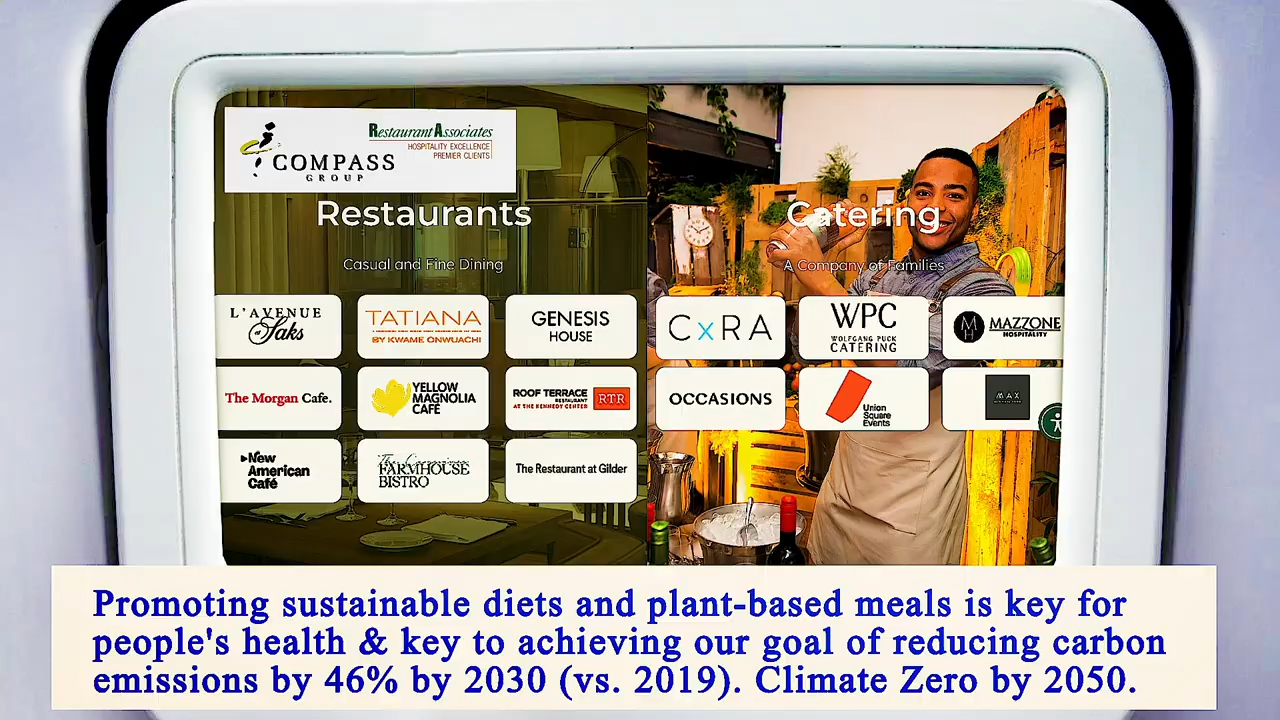 COMPASS
GROUP
Restaurant Associates
HOSPITALITY EXCELLENCE
PREMIER CLIENTS
Restaurants
Casual and Fine Dining
L'AVENUE
Saks
TATIANA
BY KWAME ONWUACHI
GENESIS
HOUSE
The Morgan Cafe.
YELLOW
MAGNOLIA
CAFÉ
ROOF TERRACE
RESTAURANT
AT THE KENNEDY CENTER
RTR
New
American
Café
FARMHOUSE
BISTRO
The Restaurant at Gilder
Catering
A Company of Families
CxRA
WPC
WOLFGANG PUCK
CATERING
MH
MAZZONE
HOSPITALITY
OCCASIONS
Union
Square
Events
MAX
Promoting sustainable diets and plant-based meals is key for
people's health & key to achieving our goal of reducing carbon
emissions by 46% by 2030 (vs. 2019). Climate Zero by 2050.